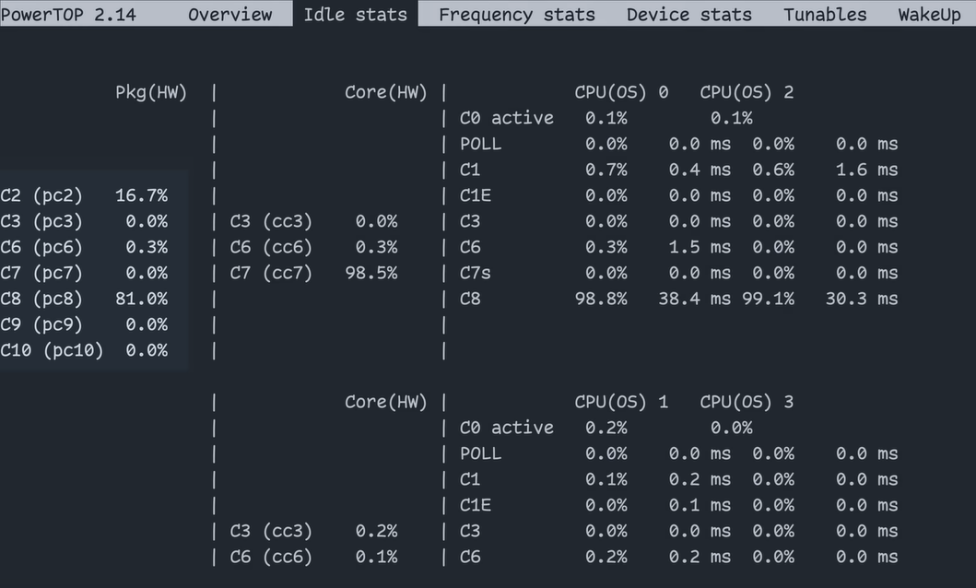 PowerTOP 2.14 Overview Idle stats Frequency stats Device stats Tunables WakeUp
Pkg(HW) | Core(HW) | CPU(OS) 0 CPU(OS) 2
| | C0 active 0.1% 0.1%
| | POLL 0.0% 0.0 ms 0.0% 0.0 ms
| | C1 0.7% 0.4 ms 0.6% 1.6 ms
C2 (pc2) 16.7% | | C1E 0.0% 0.0 ms 0.0% 0.0 ms
C3 (pc3) 0.0% | C3 (cc3) 0.0% | C3 0.0% 0.0 ms 0.0% 0.0 ms
C6 (pc6) 0.3% | C6 (cc6) 0.3% | C6 0.3% 1.5 ms 0.0% 0.0 ms
C7 (pc7) 0.0% | C7 (cc7) 98.5% | C7s 0.0% 0.0 ms 0.0% 0.0 ms
C8 (pc8) 81.0% | | C8 98.8% 38.4 ms 99.1% 30.3 ms
C9 (pc9) 0.0% | |
C10 (pc10) 0.0% | |
| Core(HW) | CPU(OS) 1 CPU(OS) 3
| | C0 active 0.2% 0.0%
| | POLL 0.0% 0.0 ms 0.0% 0.0 ms
| | C1 0.1% 0.2 ms 0.0% 0.0 ms
| | C1E 0.0% 0.1 ms 0.0% 0.0 ms
| C3 (cc3) 0.2% | C3 0.0% 0.0 ms 0.0% 0.0 ms
| C6 (cc6) 0.1% | C6 0.2% 0.2 ms 0.0% 0.0 ms